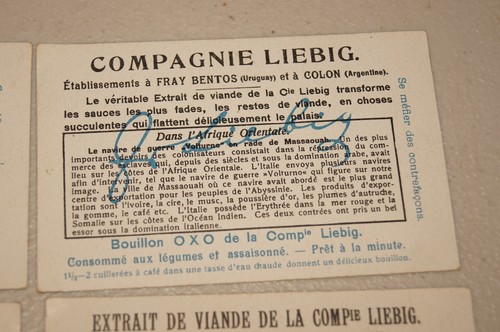 COMPAGNIE LIEBIG.
Établissements à FRAY BENTOS (Uruguay) et à COLON (Argentine).
Le véritable Extrait de viande de la Cie Liebig transforme
les sauces les plus fades, les restes de viande, en choses
succulentes qui flattent délicieusement le palais.
Dans l'Afrique Orientale.
Le navire de guerre «Volturno» en rade de Massaouah. Un des plus
importants devoirs des colonisateurs consistait dans la répression du com-
merce des esclaves qui, depuis des siècles et sous la domination arabe, avait
lieu sur les côtes de l'Afrique Orientale. L'Italie envoya plusieurs navires
afin d'intervenir, tel que le navire de guerre «Volturno» qui figure sur notre
image. La ville de Massaouah où ce navire avait abordé est le plus grand
centre d'exportation pour les peuples de l'Abyssinie. Les produits d'expor-
tation sont l'ivoire, la cire, le musc, la poussière d'or, les plumes d'autruche,
la gomme, le café etc. L'Italie possède l'Erythrée dans la mer rouge et la
Somalie sur les côtes de l'Océan Indien. Ces deux contrées ont pris un bel
essor sous la domination italienne.
Bouillon OXO de la Compie Liebig.
Consommé aux légumes et assaisonné. — Prêt à la minute.
1½-2 cuillerées à café dans une tasse d'eau chaude donnent un délicieux bouillon.
Se méfier des contrefaçons.
EXTRAIT DE VIANDE DE LA COMPIE LIEBIG.